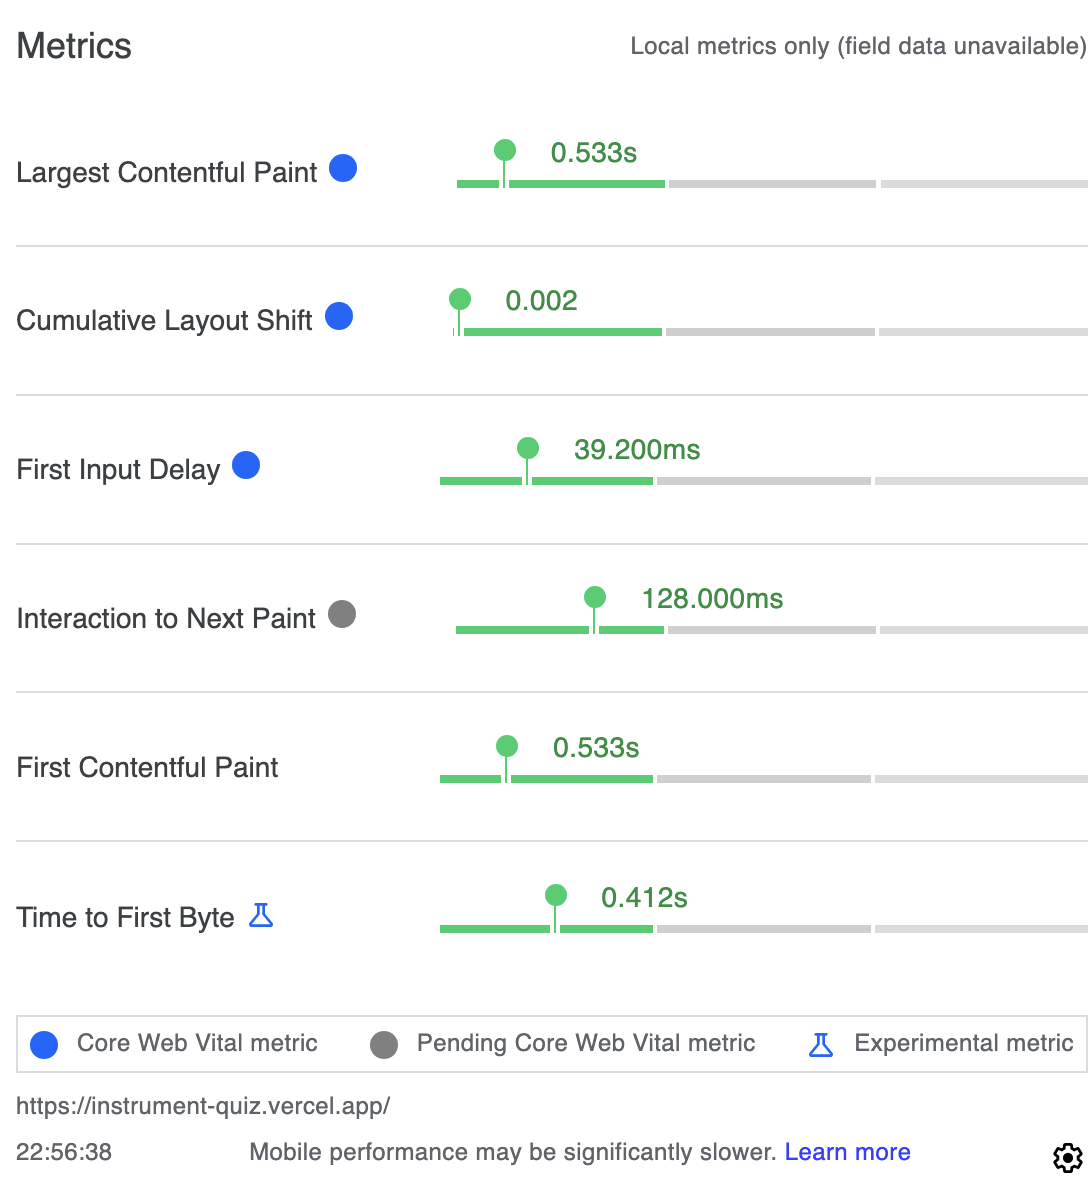 Metrics
Local metrics only (field data unavailable)
Largest Contentful Paint
0.533s
Cumulative Layout Shift
0.002
First Input Delay
39.200ms
Interaction to Next Paint
128.000ms
First Contentful Paint
0.533s
Time to First Byte
0.412s
Core Web Vital metric
Pending Core Web Vital metric
Experimental metric
https://instrument-quiz.vercel.app/
22:56:38
Mobile performance may be significantly slower. Learn more